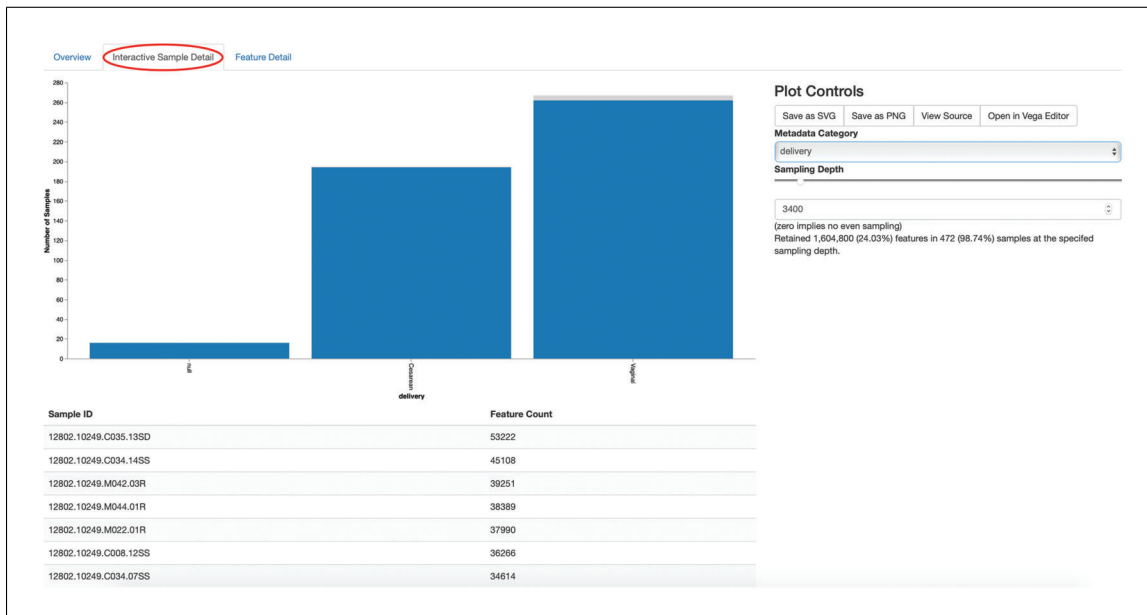 Overview
Interactive Sample Detail
Feature Detail
280
260
240
220
200
180
160
140
120
100
80
60
40
20
0
Number of Samples
null
Cesarean
Vaginal
delivery
Plot Controls
Save as SVG
Save as PNG
View Source
Open in Vega Editor
Metadata Category
delivery
Sampling Depth
3400
(zero implies no even sampling)
Retained 1,604,800 (24.03%) features in 472 (98.74%) samples at the specifed
sampling depth.
Sample ID Feature Count
12802.10249.C035.13SD 53222
12802.10249.C034.14SS 45108
12802.10249.M042.03R 39251
12802.10249.M044.01R 38389
12802.10249.M022.01R 37990
12802.10249.C008.12SS 36266
12802.10249.C034.07SS 34614